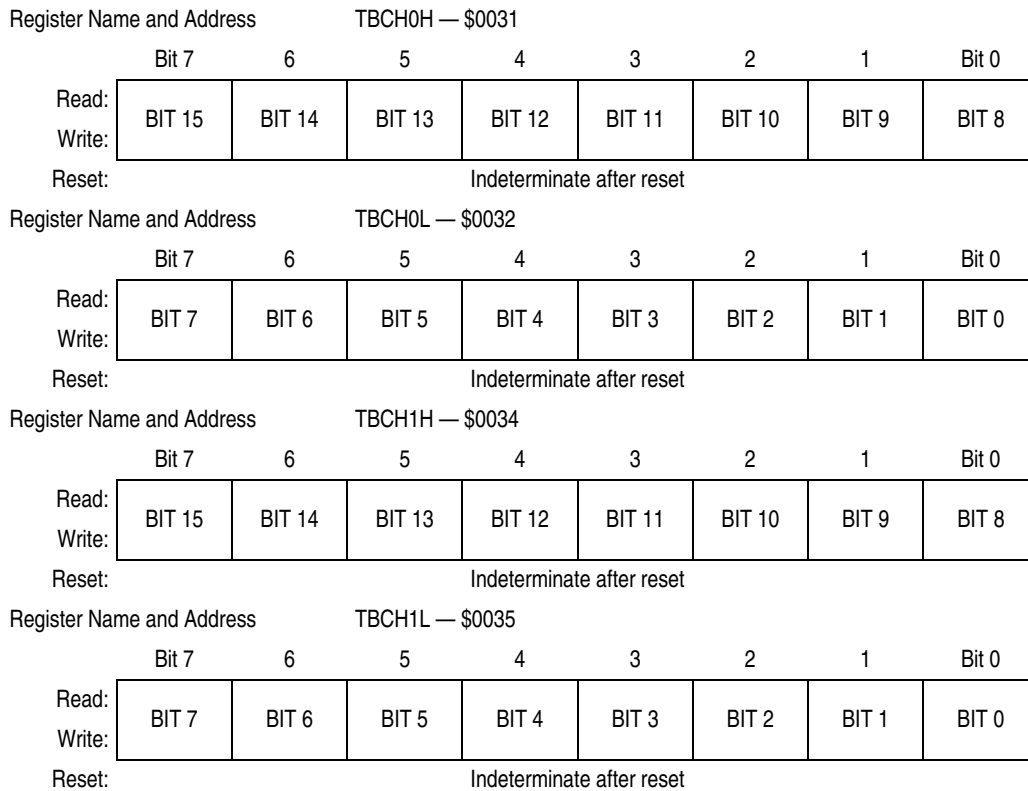 Register Name and Address TBCH0H — $0031
Bit 7 6 5 4 3 2 1 Bit 0
Read:
BIT 15 BIT 14 BIT 13 BIT 12 BIT 11 BIT 10 BIT 9 BIT 8
Write:
Reset: Indeterminate after reset
Register Name and Address TBCH0L — $0032
Bit 7 6 5 4 3 2 1 Bit 0
Read:
BIT 7 BIT 6 BIT 5 BIT 4 BIT 3 BIT 2 BIT 1 BIT 0
Write:
Reset: Indeterminate after reset
Register Name and Address TBCH1H — $0034
Bit 7 6 5 4 3 2 1 Bit 0
Read:
BIT 15 BIT 14 BIT 13 BIT 12 BIT 11 BIT 10 BIT 9 BIT 8
Write:
Reset: Indeterminate after reset
Register Name and Address TBCH1L — $0035
Bit 7 6 5 4 3 2 1 Bit 0
Read:
BIT 7 BIT 6 BIT 5 BIT 4 BIT 3 BIT 2 BIT 1 BIT 0
Write:
Reset: Indeterminate after reset